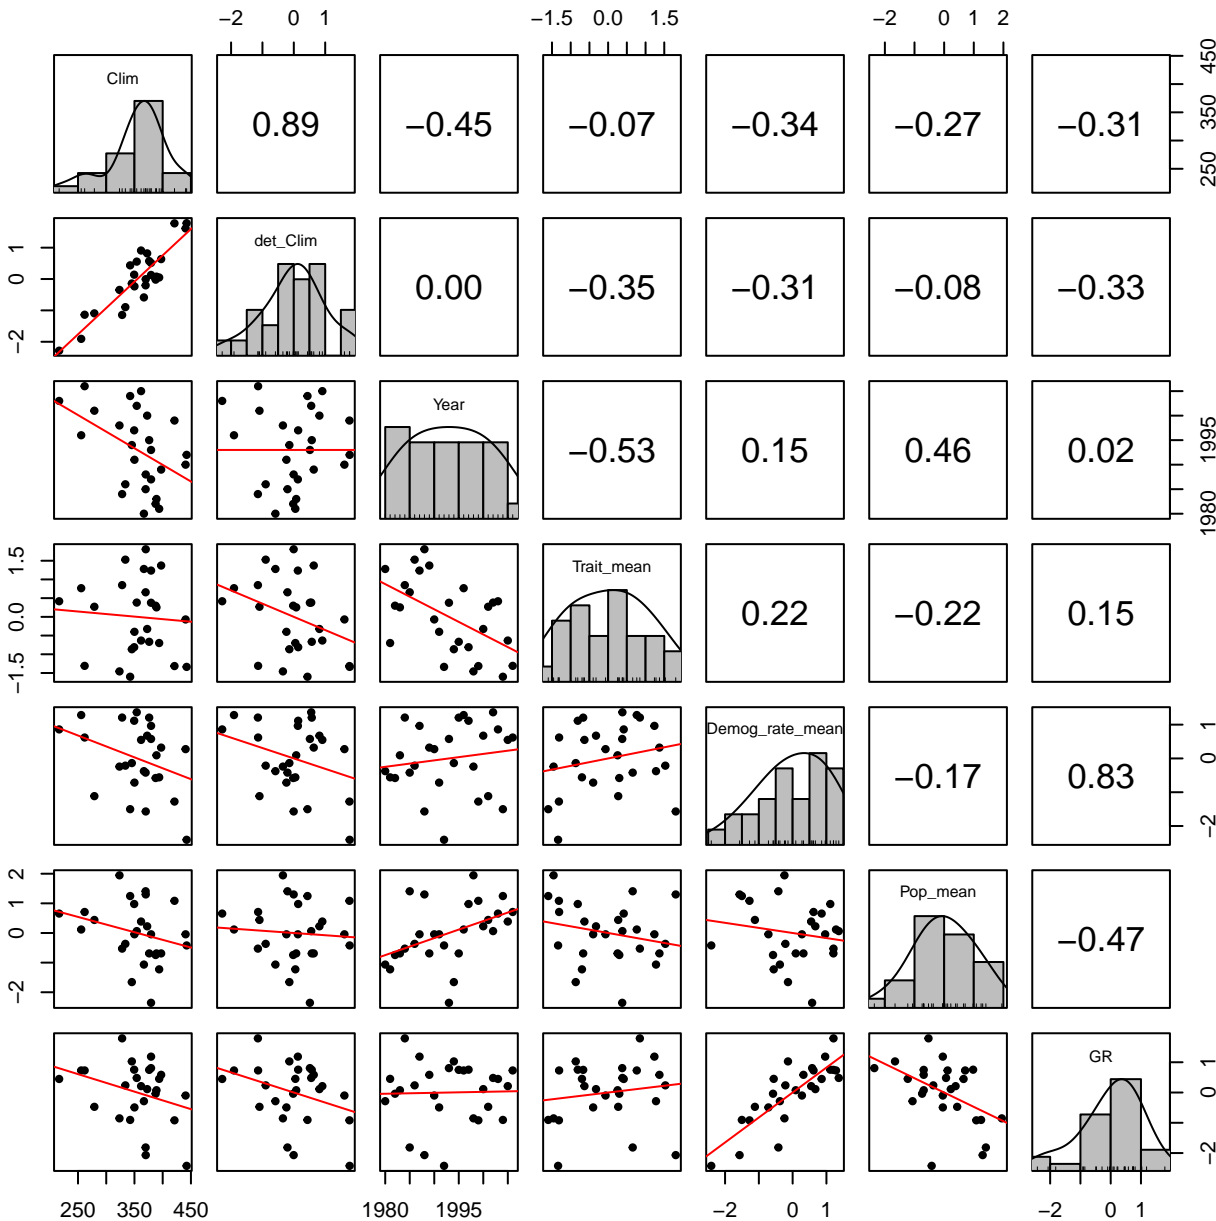 −2 0 1 −1.5 0.0 1.5 −2 0 1 2
Clim 0.89 −0.45 −0.07 −0.34 −0.27 −0.31 250 350 450
−2 0 1 det_Clim 0.00 −0.35 −0.31 −0.08 −0.33
Year −0.53 0.15 0.46 0.02 1980 1995
−1.5 0.0 1.5 Trait_mean 0.22 −0.22 0.15
Demog_rate_mean −0.17 0.83 −2 0 1
−2 0 1 2 Pop_mean −0.47
GR −2 0 1
250 350 450 1980 1995 −2 0 1 −2 0 1